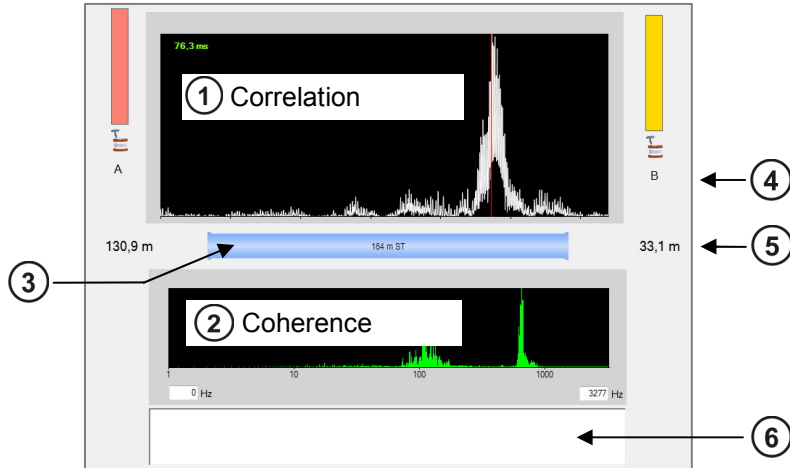 76,3 ms
1 Correlation
A
B
4
130,9 m
164 m ST
33,1 m
5
3
2 Coherence
1 10 100 1000
0 Hz
3277 Hz
6